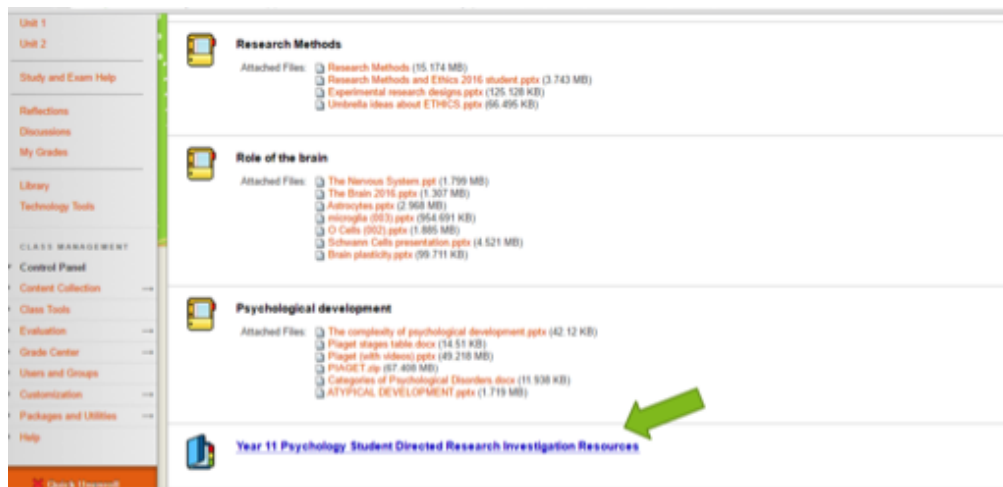 Unit 1
Unit 2
Study and Exam Help
Reflections
Discussions
My Grades
Library
Technology Tools
CLASS MANAGEMENT
Control Panel
Content Collection
Class Tools
Evaluation
Grade Center
Users and Groups
Customization
Packages and Utilities
Help
Research Methods
Attached Files: Research Methods (15.174 MB)
Research Methods and Ethics 2016 student.pptx (3.743 MB)
Experimental research designs.pptx (125.128 KB)
Umbrella ideas about ETHICS.pptx (66.495 KB)
Role of the brain
Attached Files: The Nervous System.ppt (1.799 MB)
The Brain 2016.pptx (1.307 MB)
Astrocytes.pptx (2.968 MB)
microglia (003).pptx (954.691 KB)
O Cells (002).pptx (1.885 MB)
Schwann Cells presentation.pptx (4.521 MB)
Brain plasticity.pptx (99.711 KB)
Psychological development
Attached Files: The complexity of psychological development.pptx (42.12 KB)
Piaget stages table.docx (14.51 KB)
Piaget (with videos).pptx (49.218 MB)
PIAGET.zip (67.408 MB)
Categories of Psychological Disorders.docx (11.938 KB)
ATYPICAL DEVELOPMENT.pptx (1.719 MB)
Year 11 Psychology Student Directed Research Investigation Resources